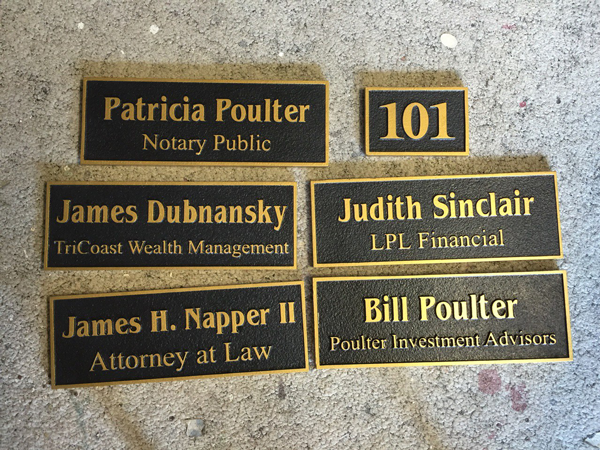 Patricia Poulter
Notary Public
101
James Dubnansky
TriCoast Wealth Management
Judith Sinclair
LPL Financial
James H. Napper II
Attorney at Law
Bill Poulter
Poulter Investment Advisors